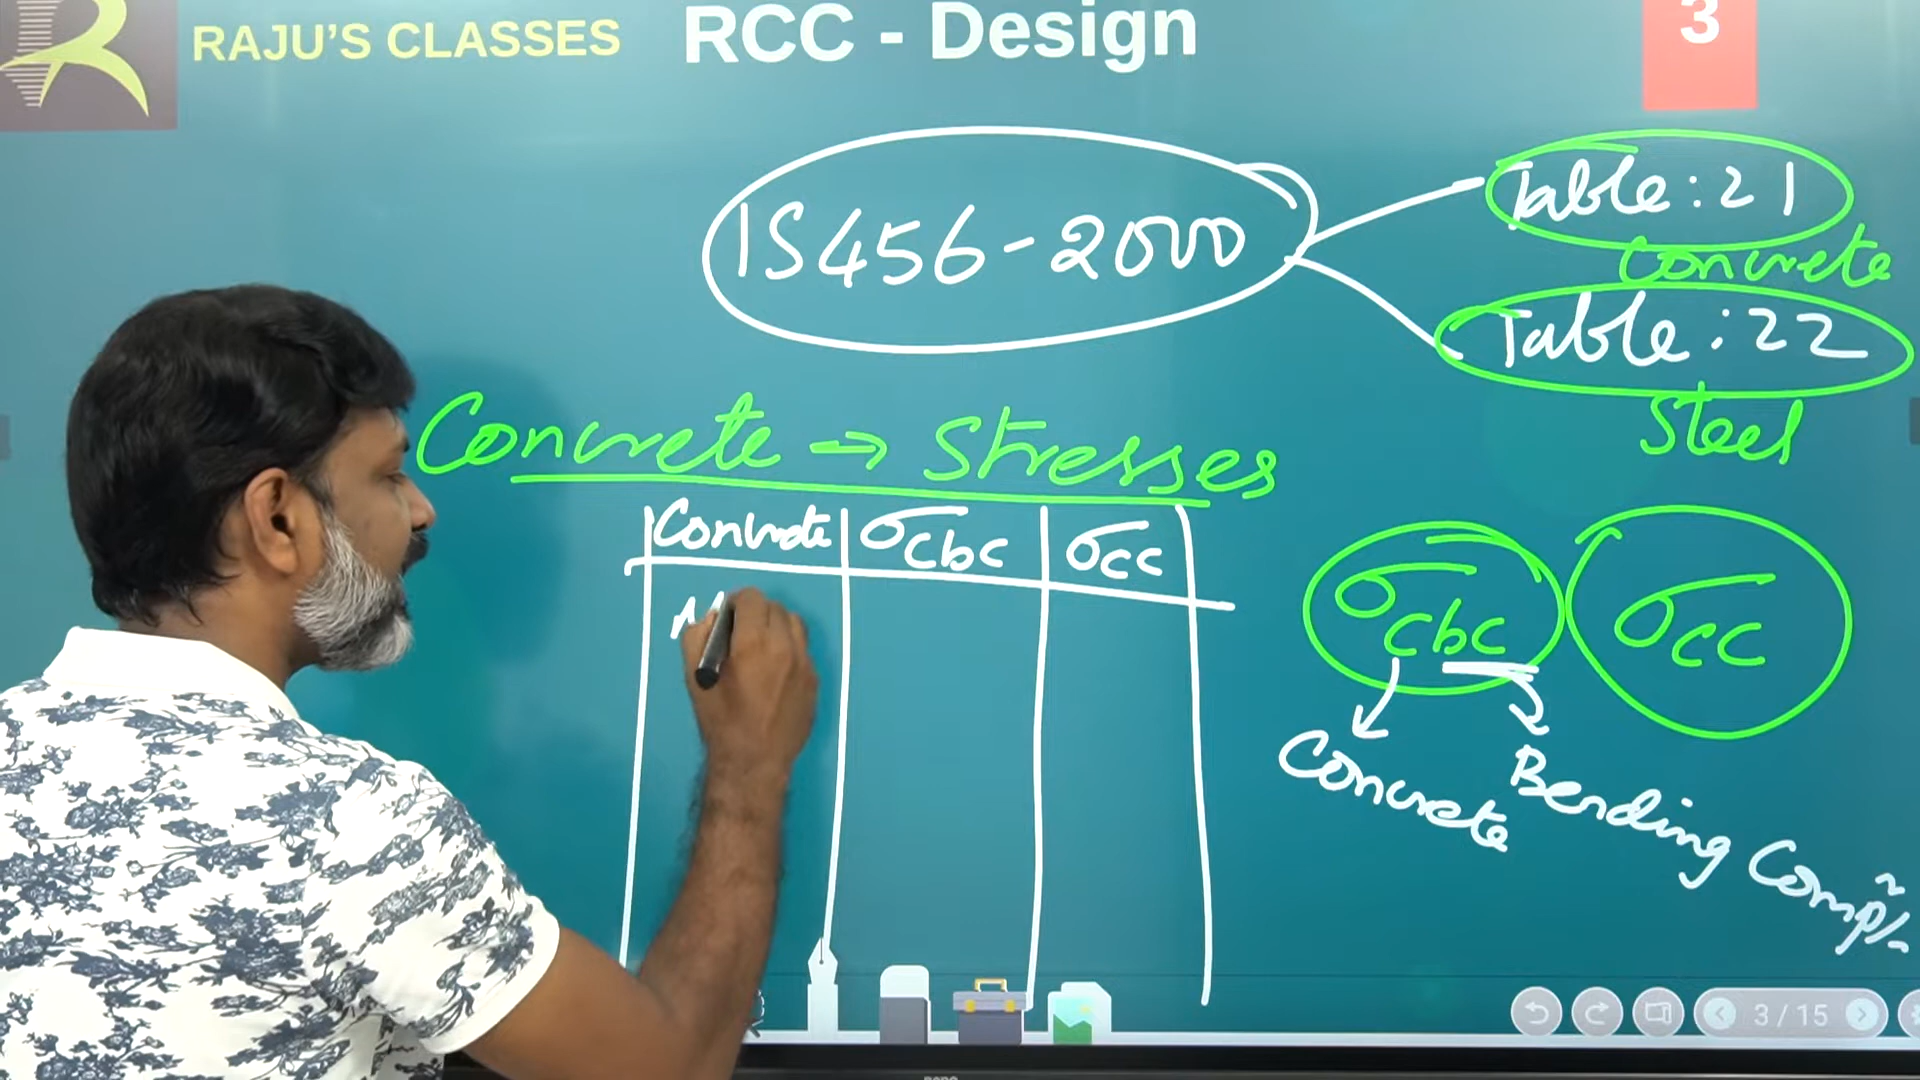 RAJU'S CLASSES
RCC - Design
3
IS456-2000
Table:21
Concrete
Table:22
Steel
Concrete → Stresses
Concrete σcbc σcc
M
σcbc
σcc
Concrete
Bending Comp
3 / 15